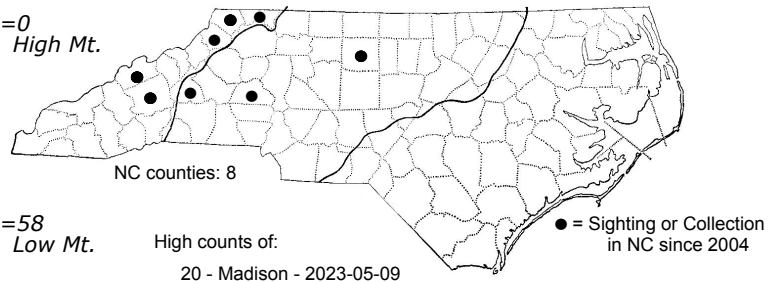 =0
High Mt.
NC counties: 8
=58
Low Mt.
High counts of:
20 - Madison - 2023-05-09
= Sighting or Collection
in NC since 2004